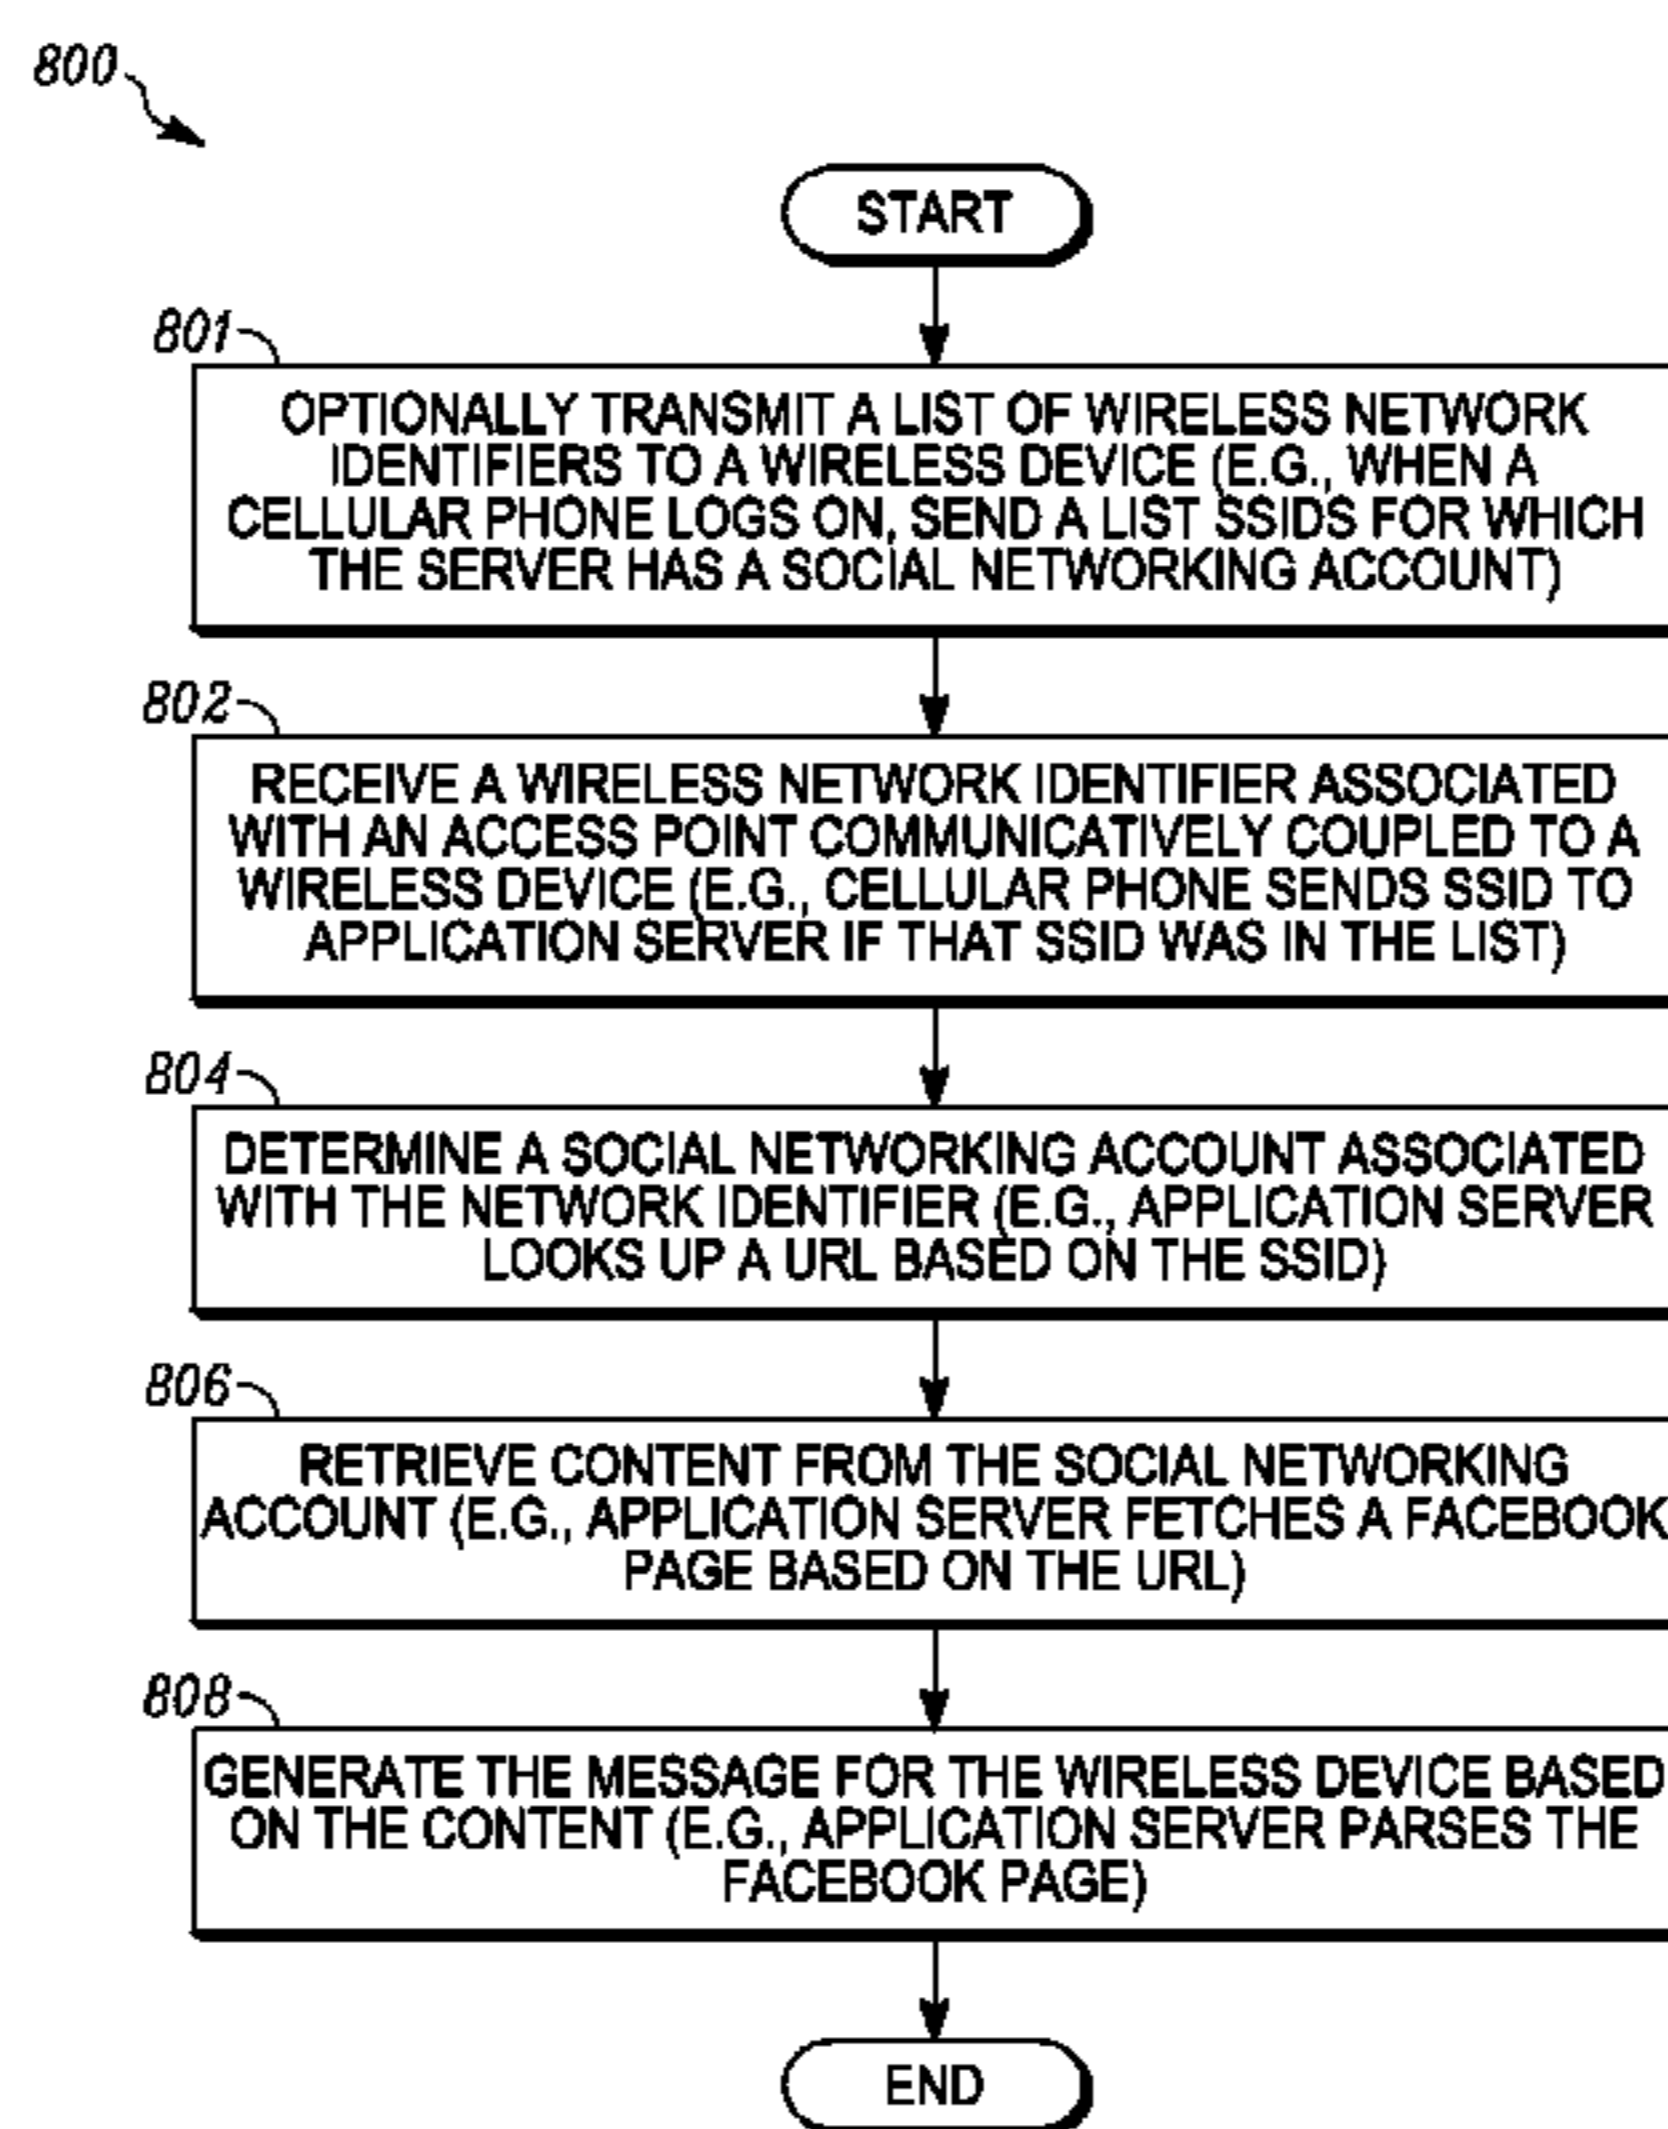 800
START
801
OPTIONALLY TRANSMIT A LIST OF WIRELESS NETWORK
IDENTIFIERS TO A WIRELESS DEVICE (E.G., WHEN A
CELLULAR PHONE LOGS ON, SEND A LIST SSIDS FOR WHICH
THE SERVER HAS A SOCIAL NETWORKING ACCOUNT)
802
RECEIVE A WIRELESS NETWORK IDENTIFIER ASSOCIATED
WITH AN ACCESS POINT COMMUNICATIVELY COUPLED TO A
WIRELESS DEVICE (E.G., CELLULAR PHONE SENDS SSID TO
APPLICATION SERVER IF THAT SSID WAS IN THE LIST)
804
DETERMINE A SOCIAL NETWORKING ACCOUNT ASSOCIATED
WITH THE NETWORK IDENTIFIER (E.G., APPLICATION SERVER
LOOKS UP A URL BASED ON THE SSID)
806
RETRIEVE CONTENT FROM THE SOCIAL NETWORKING
ACCOUNT (E.G., APPLICATION SERVER FETCHES A FACEBOOK
PAGE BASED ON THE URL)
808
GENERATE THE MESSAGE FOR THE WIRELESS DEVICE BASED
ON THE CONTENT (E.G., APPLICATION SERVER PARSES THE
FACEBOOK PAGE)
END